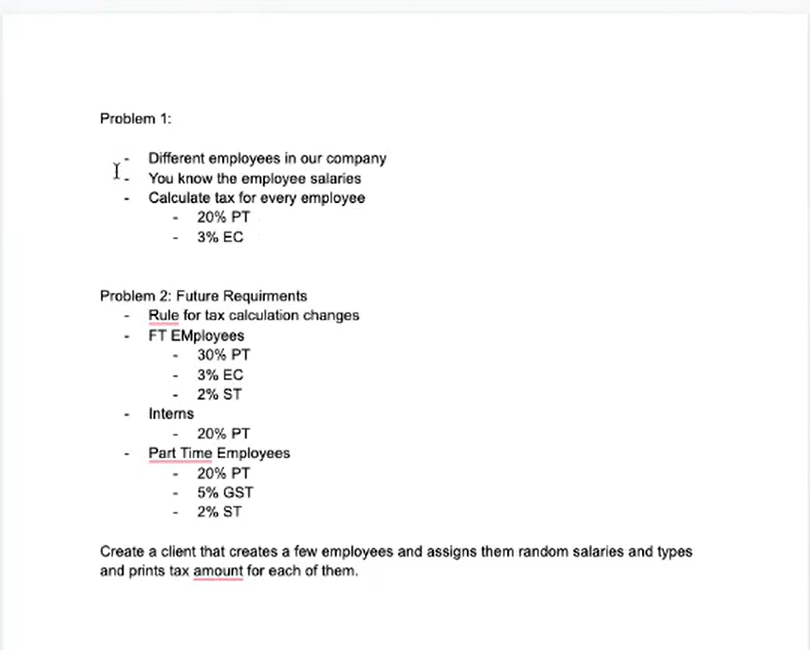 Problem 1:
- Different employees in our company
- You know the employee salaries
- Calculate tax for every employee
- 20% PT
- 3% EC
Problem 2: Future Requirments
- Rule for tax calculation changes
- FT EMployees
- 30% PT
- 3% EC
- 2% ST
- Interns
- 20% PT
- Part Time Employees
- 20% PT
- 5% GST
- 2% ST
Create a client that creates a few employees and assigns them random salaries and types
and prints tax amount for each of them.